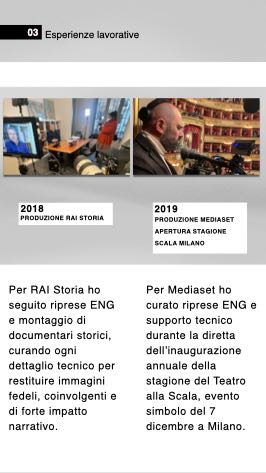 03 Esperienze lavorative
2018
PRODUZIONE RAI STORIA
2019
PRODUZIONE MEDIASET
APERTURA STAGIONE
SCALA MILANO
Per RAI Storia ho
seguito riprese ENG
e montaggio di
documentari storici,
curando ogni
dettaglio tecnico per
restituire immagini
fedeli, coinvolgenti e
di forte impatto
narrativo.
Per Mediaset ho
curato riprese ENG e
supporto tecnico
durante la diretta
dell'inaugurazione
annuale della
stagione del Teatro
alla Scala, evento
simbolo del 7
dicembre a Milano.